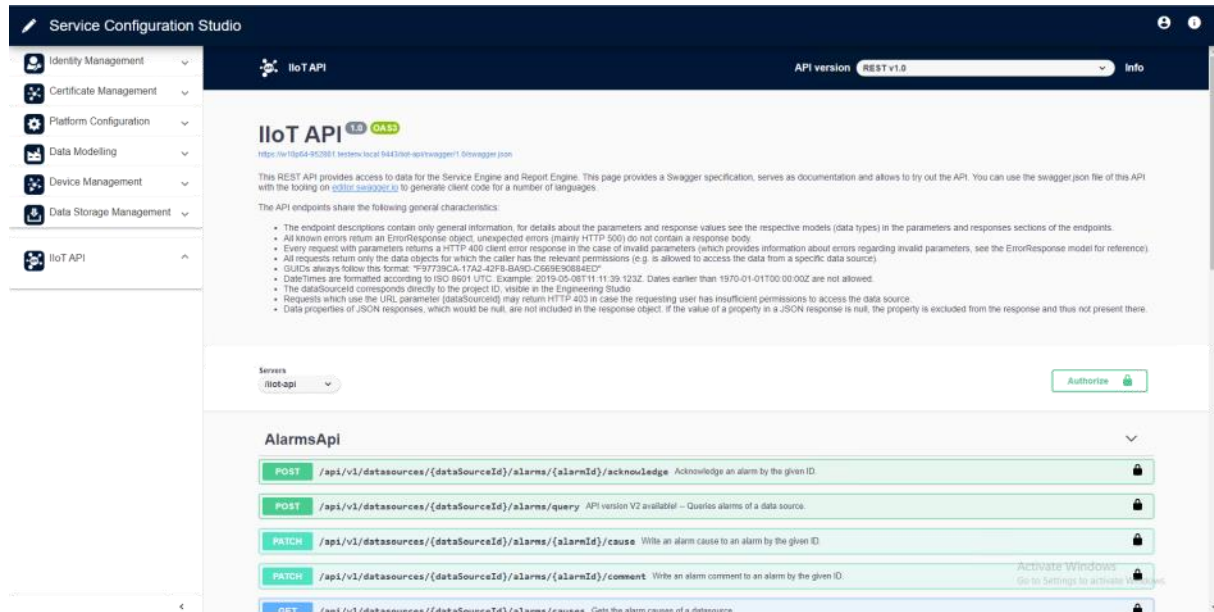 Service Configuration Studio
Identity Management
Certificate Management
Platform Configuration
Data Modelling
Device Management
Data Storage Management
IIoT API
IIoT API
API version
REST v1.0
Info
IIoT API 1.0 OAS3
This REST API provides access to data for the Service Engine and Report Engine. This page provides a Swagger specification, serves as documentation and allows to try out the API. You can use the swagger.json file of this API
with the tooling on editor.swagger.io to generate client code for a number of languages.
The API endpoints share the following general characteristics:
The endpoint descriptions contain only general information, for details about the parameters and response values see the respective models (data types) in the parameters and responses sections of the endpoints.
All known errors return an ErrorResponse object, unexpected errors (mainly HTTP 500) do not contain a response body.
Every request with parameters returns a HTTP 400 client error response in the case of invalid parameters (which provides information about errors regarding invalid parameters, see the ErrorResponse model for reference).
All requests return only the data objects for which the caller has the relevant permissions (e.g. is allowed to access the data from a specific data source).
GUIDs always follow this format: "F97739CA-17A2-42F8-BA9D-C669E90884ED"
DateTimes are formatted according to ISO 8601 UTC. Example: 2019-05-08T11:11:39.123Z. Dates earlier than 1970-01-01T00:00:00Z are not allowed.
The dataSourceId corresponds directly to the project ID, visible in the Engineering Studio
Requests which use the URL parameter {dataSourceId} may return HTTP 403 in case the requesting user has insufficient permissions to access the data source.
Data properties of JSON responses, which would be null, are not included in the response object. If the value of a property in a JSON response is null, the property is excluded from the response and thus not present there.
Servers
/iiot-api
Authorize
AlarmsApi
POST /api/v1/datasources/{dataSourceId}/alarms/{alarmId}/acknowledge Acknowledge an alarm by the given ID.
POST /api/v1/datasources/{dataSourceId}/alarms/query API version V2 available! – Queries alarms of a data source.
PATCH /api/v1/datasources/{dataSourceId}/alarms/{alarmId}/cause Write an alarm cause to an alarm by the given ID.
PATCH /api/v1/datasources/{dataSourceId}/alarms/{alarmId}/comment Write an alarm comment to an alarm by the given ID.
Activate Windows
Go to Settings to activate Windows.
GET /api/v1/datasources/{dataSourceId}/alarms/causes Gets the alarm causes of a datasource.